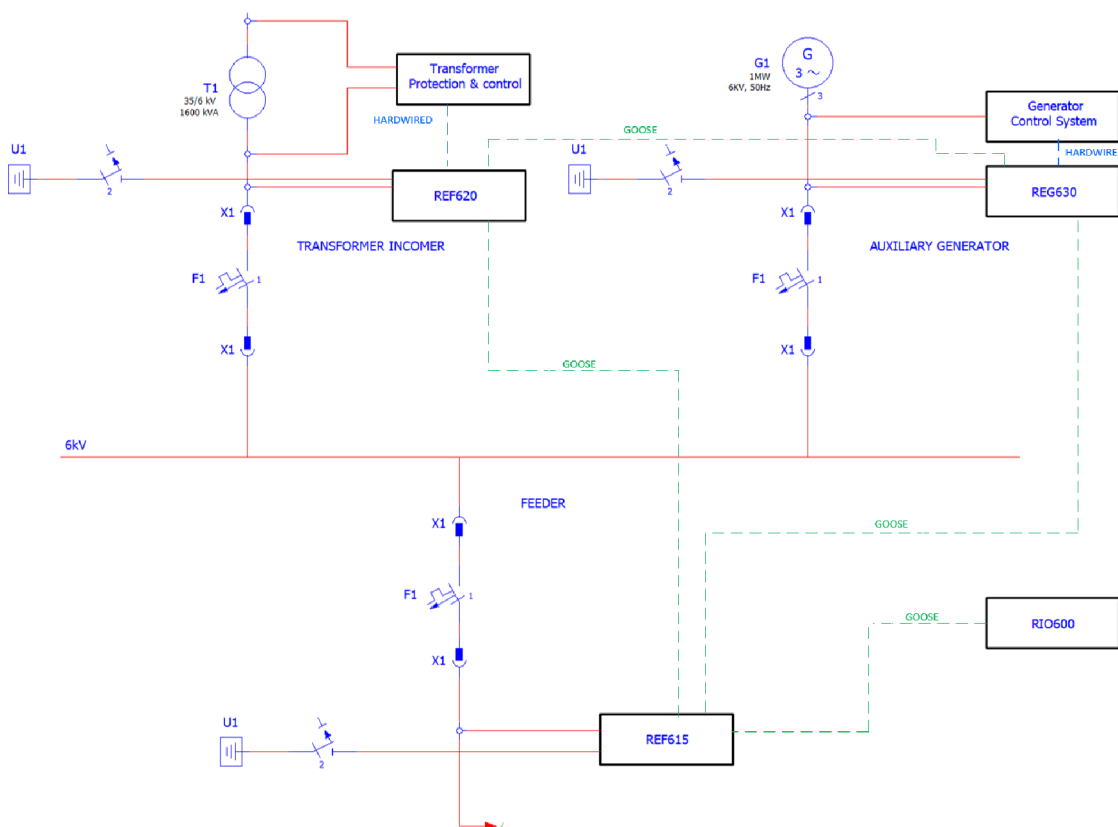 T1
35/6 kV
1600 kVA
Transformer
Protection & control
HARDWIRED
GOOSE
G
3 ~
G1
1MW
6KV, 50Hz
3
Generator
Control System
HARDWIRE
U1
2
REF620
U1
2
REG630
X1
TRANSFORMER INCOMER
X1
AUXILIARY GENERATOR
F1
1
F1
1
X1
X1
GOOSE
6kV
FEEDER
X1
GOOSE
F1
1
GOOSE
RIO600
X1
U1
2
REF615